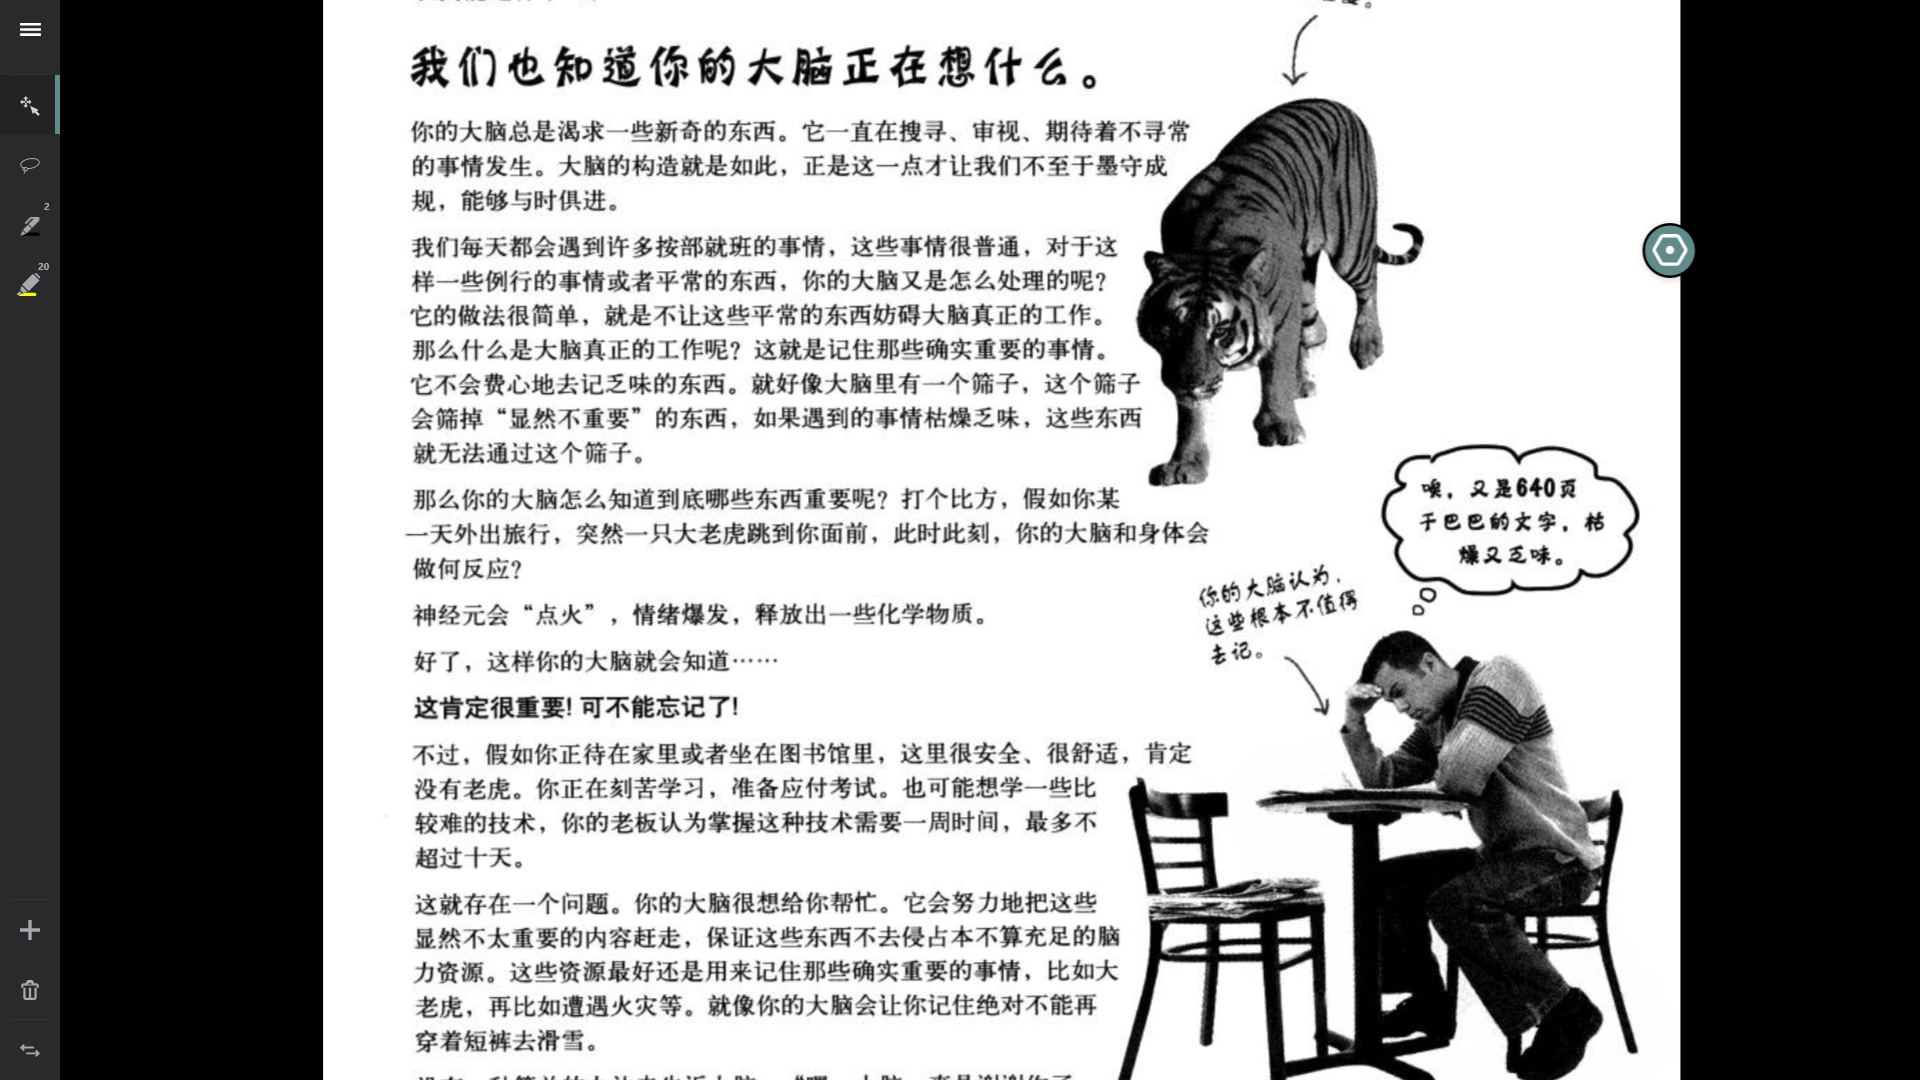 我们也知道你的大脑正在想什么。
你的大脑总是渴求一些新奇的东西。它一直在搜寻、审视、期待着不寻常
的事情发生。大脑的构造就是如此，正是这一点才让我们不至于墨守成
规，能够与时俱进。
我们每天都会遇到许多按部就班的事情，这些事情很普通，对于这
样一些例行的事情或者平常的东西，你的大脑又是怎么处理的呢？
它的做法很简单，就是不让这些平常的东西妨碍大脑真正的工作。
那么什么是大脑真正的工作呢？这就是记住那些确实重要的事情。
它不会费心地去记乏味的东西。就好像大脑里有一个筛子，这个筛子
会筛掉“显然不重要”的东西，如果遇到的事情枯燥乏味，这些东西
就无法通过这个筛子。
那么你的大脑怎么知道到底哪些东西重要呢？打个比方，假如你某
一天外出旅行，突然一只大老虎跳到你面前，此时此刻，你的大脑和身体会
做何反应？
神经元会“点火”，情绪爆发，释放出一些化学物质。
好了，这样你的大脑就会知道……
这肯定很重要！可不能忘记了！
不过，假如你正待在家里或者坐在图书馆里，这里很安全、很舒适，肯定
没有老虎。你正在刻苦学习，准备应付考试。也可能想学一些比
较难的技术，你的老板认为掌握这种技术需要一周时间，最多不
超过十天。
这就存在一个问题。你的大脑很想给你帮忙。它会努力地把这些
显然不太重要的内容赶走，保证这些东西不去侵占本不算充足的脑
力资源。这些资源最好还是用来记住那些确实重要的事情，比如大
老虎，再比如遭遇火灾等。就像你的大脑会让你记住绝对不能再
穿着短裤去滑雪。
唉，又是640页
干巴巴的文字，枯
燥又乏味。
你的大脑认为，
这些根本不值得
去记。
2
20